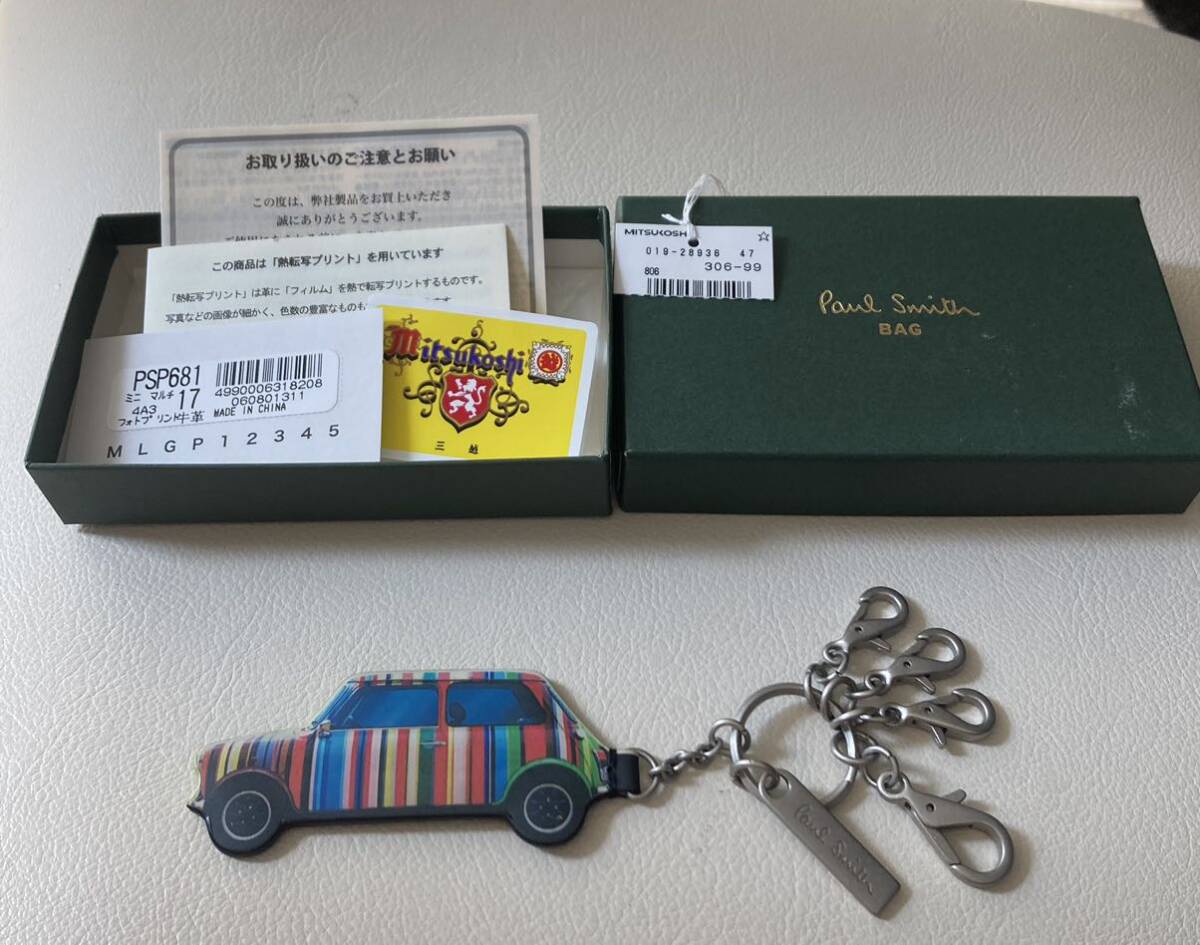 お取り扱いのご注意とお願い
この度は、弊社製品をお買上いただき
誠にありがとうございます。
この商品は「熱転写プリント」を用いています
「熱転写プリント」は革に「フィルム」を熱で転写プリントするものです。
写真などの画像が細かく、色数の豊富なものも
PSP681
ミニ マルチ 17
4A3
フォトプリント牛革
4990006318208
060801311
MADE IN CHINA
M L G P 1 2 3 4 5
Mitsukoshi
三越
MITSUKOSHI ☆
019-28936 47
806 306-99
Paul Smith
BAG
Paul Smith